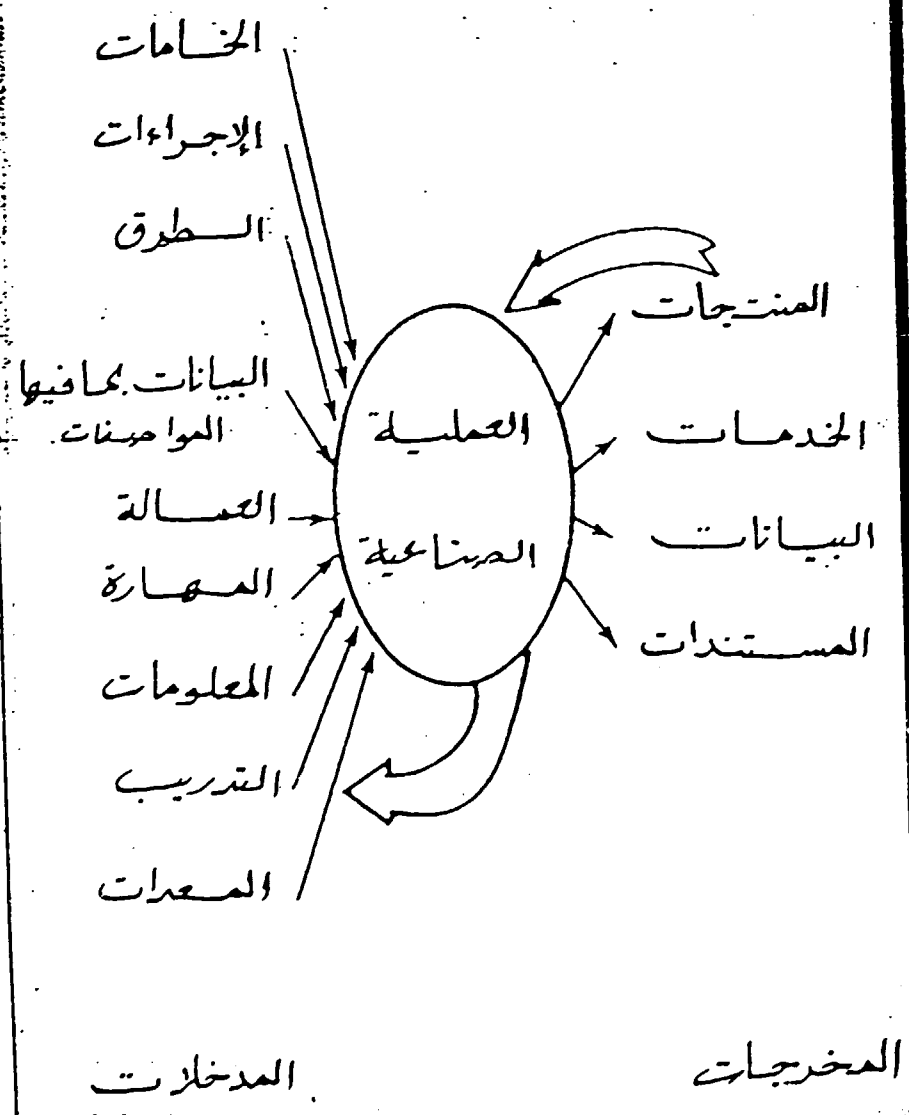 الخامات
الإجراءات
الطرق
البيانات بما فيها
المواصفات.
العمالة
المهارة
المعلومات
التدريب
المعدات
العملية
الصناعية
المنتجات
الخدمات
البيانات
المستندات
المخرجات
المدخلات